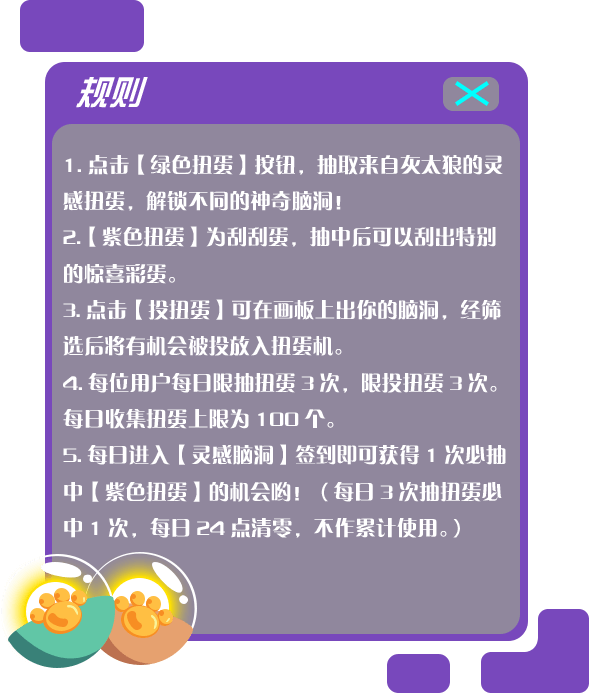 规则
1. 点击【绿色扭蛋】按钮，抽取来自灰太狼的灵
感扭蛋，解锁不同的神奇脑洞！
2.【紫色扭蛋】为刮刮蛋，抽中后可以刮出特别
的惊喜彩蛋。
3. 点击【投扭蛋】可在画板上出你的脑洞，经筛
选后将有机会被投放入扭蛋机。
4. 每位用户每日限抽扭蛋 3 次，限投扭蛋 3 次。
每日收集扭蛋上限为 100 个。
5. 每日进入【灵感脑洞】签到即可获得 1 次必抽
中【紫色扭蛋】的机会哟！（每日 3 次抽扭蛋必
中 1 次，每日 24 点清零，不作累计使用。）